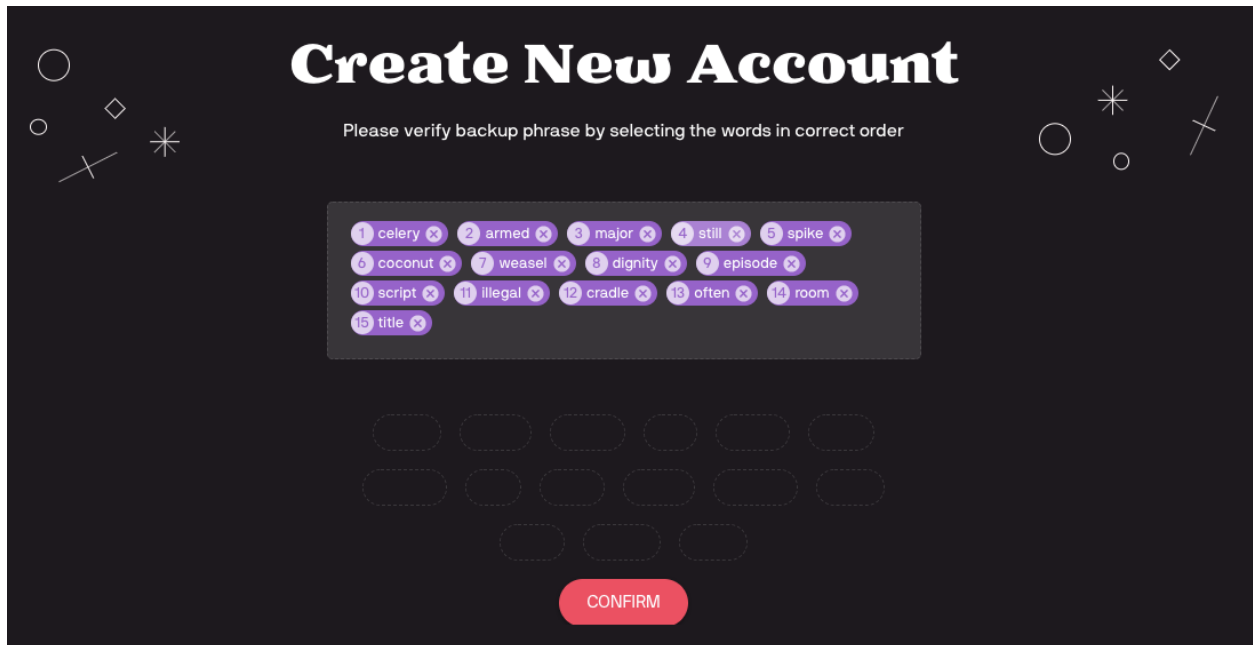 Create New Account
Please verify backup phrase by selecting the words in correct order
1 celery 2 armed 3 major 4 still 5 spike
6 coconut 7 weasel 8 dignity 9 episode
10 script 11 illegal 12 cradle 13 often 14 room
15 title
CONFIRM